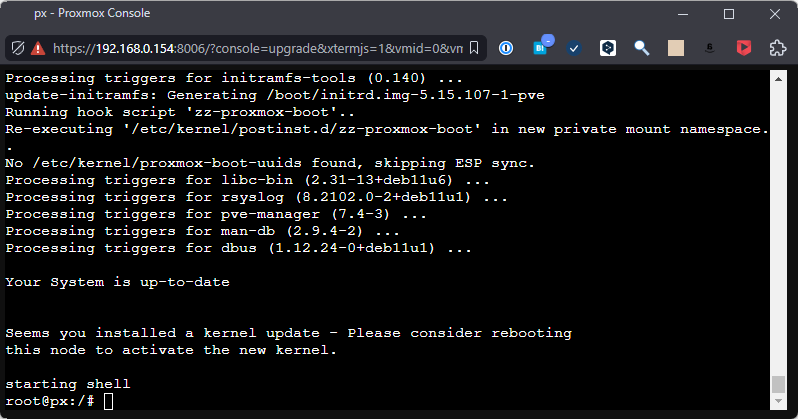 px - Proxmox Console
https://192.168.0.154:8006/?console=upgrade&xtermjs=1&vmid=0&vm
Processing triggers for initramfs-tools (0.140) ...
update-initramfs: Generating /boot/initrd.img-5.15.107-1-pve
Running hook script 'zz-proxmox-boot'..
Re-executing '/etc/kernel/postinst.d/zz-proxmox-boot' in new private mount namespace.
.
No /etc/kernel/proxmox-boot-uuids found, skipping ESP sync.
Processing triggers for libc-bin (2.31-13+deb11u6) ...
Processing triggers for rsyslog (8.2102.0-2+deb11u1) ...
Processing triggers for pve-manager (7.4-3) ...
Processing triggers for man-db (2.9.4-2) ...
Processing triggers for dbus (1.12.24-0+deb11u1) ...
Your System is up-to-date
Seems you installed a kernel update - Please consider rebooting
this node to activate the new kernel.
starting shell
root@px:/#